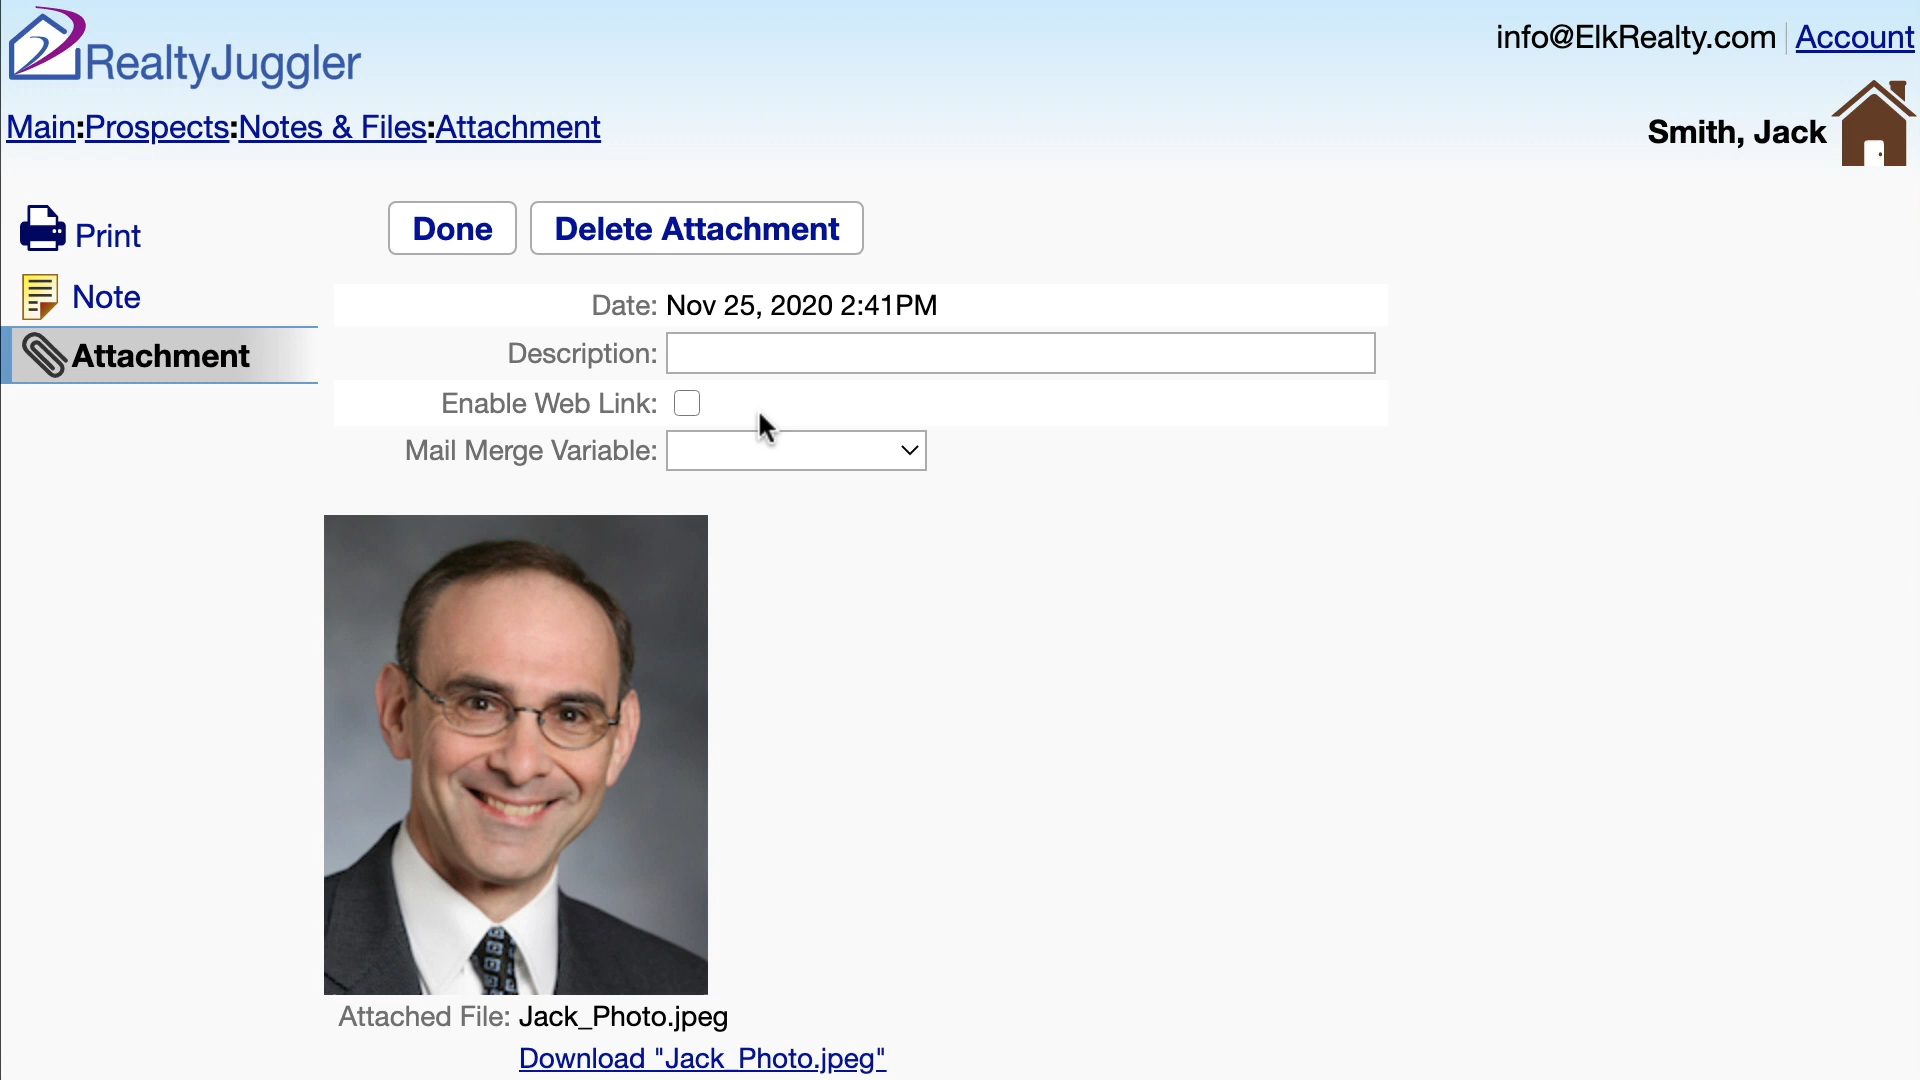 RealtyJuggler
info@ElkRealty.com Account
Main:Prospects:Notes & Files:Attachment
Smith, Jack
Print
Done
Delete Attachment
Note
Date: Nov 25, 2020 2:41PM
Attachment
Description:
Enable Web Link:
Mail Merge Variable:
Attached File: Jack_Photo.jpeg
Download "Jack_Photo.jpeg"